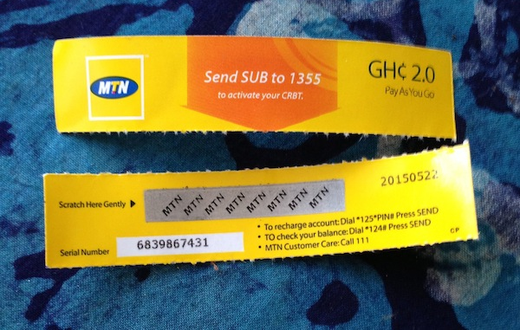 MTN
Send SUB to 1355
to activate your CRBT.
GH¢ 2.0
Pay As You Go
20150522
Scratch Here Gently
MTN MTN MTN MTN MTN MTN MTN MTN
• To recharge account: Dial *125*PIN# Press SEND
• TO check your balance: Dial *124# Press SEND
• MTN Customer Care: Call 111
CP
Serial Number
6839867431